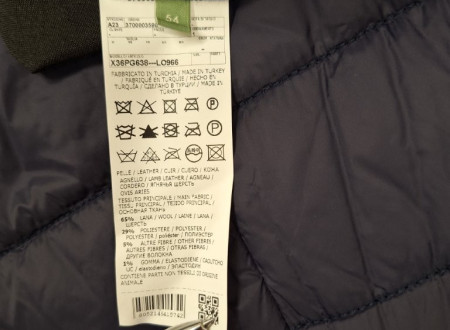 54
A23
X36PG638---LO966
FABBRICATO IN TURCHIA / MADE IN TURKEY
/ FABRIQUÉ EN TURQUIE / HECHO EN
TURQUÍA / СДЕЛАНО В ТУРЦИИ / MADE IN
TÜRKIYE
PELLE / LEATHER / CUIR / CUERO / КОЖА
AGNELLO / LAMB LEATHER / AGNEAU /
CORDERO / ЯГНЯЧЬЯ ШЕРСТЬ
OVIS ARIES
TESSUTO PRINCIPALE / MAIN FABRIC /
TISSU PRINCIPAL / TEJIDO PRINCIPAL /
ОСНОВНАЯ ТКАНЬ
65% LANA / WOOL / LAINE / LANA /
ШЕРСТЬ
29% POLIESTERE / POLYESTER /
POLYESTER / poliéster / ПОЛИЭСТЕР
5% ALTRE FIBRE / OTHER FIBRES /
AUTRES FIBRES / OTRAS FIBRAS /
ДРУГИЕ ВОЛОКНА
1% GOMMA / ELASTODIENE / CAOUTCHO
UC / elastodieno / ЭЛАСТОДИЕН
CONTIENE PARTI NON TESSILI DI ORIGINE
ANIMALE